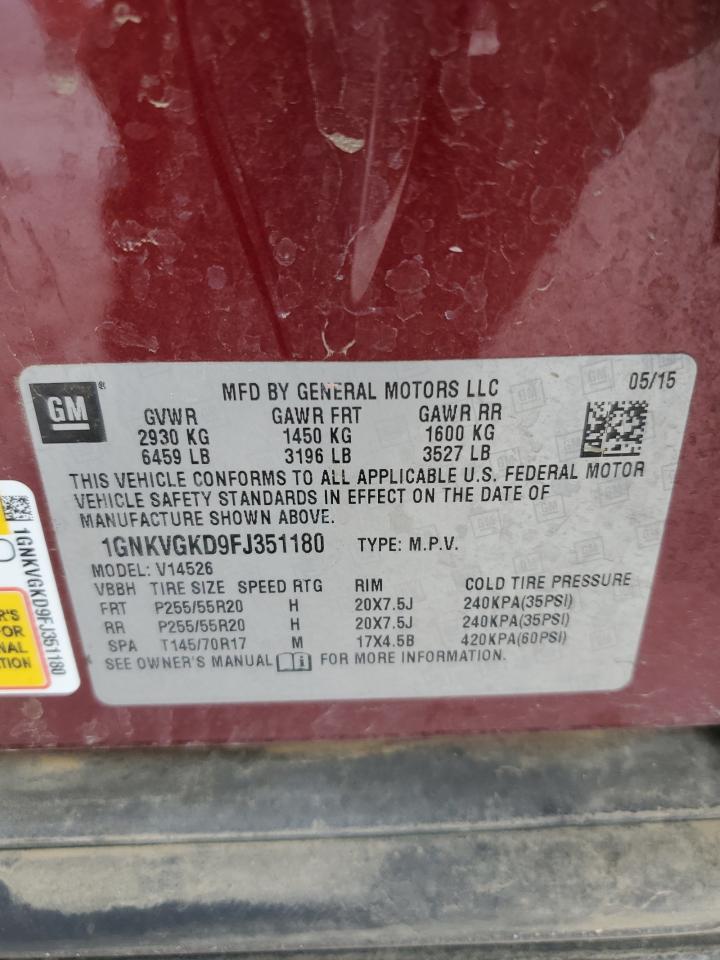 GM®
MFD BY GENERAL MOTORS LLC 05/15
GVWR GAWR FRT GAWR RR
2930 KG 1450 KG 1600 KG
6459 LB 3196 LB 3527 LB
THIS VEHICLE CONFORMS TO ALL APPLICABLE U.S. FEDERAL MOTOR
VEHICLE SAFETY STANDARDS IN EFFECT ON THE DATE OF
MANUFACTURE SHOWN ABOVE.
1GNKVGKD9FJ351180 TYPE: M.P.V.
MODEL: V14526
VBBH TIRE SIZE SPEED RTG RIM COLD TIRE PRESSURE
FRT P255/55R20 H 20X7.5J 240KPA(35PSI)
RR P255/55R20 H 20X7.5J 240KPA(35PSI)
SPA T145/70R17 M 17X4.5B 420KPA(60PSI)
SEE OWNER'S MANUAL FOR MORE INFORMATION.
1GNKVGKD9FJ351180
R'S
FOR
NAL
TION